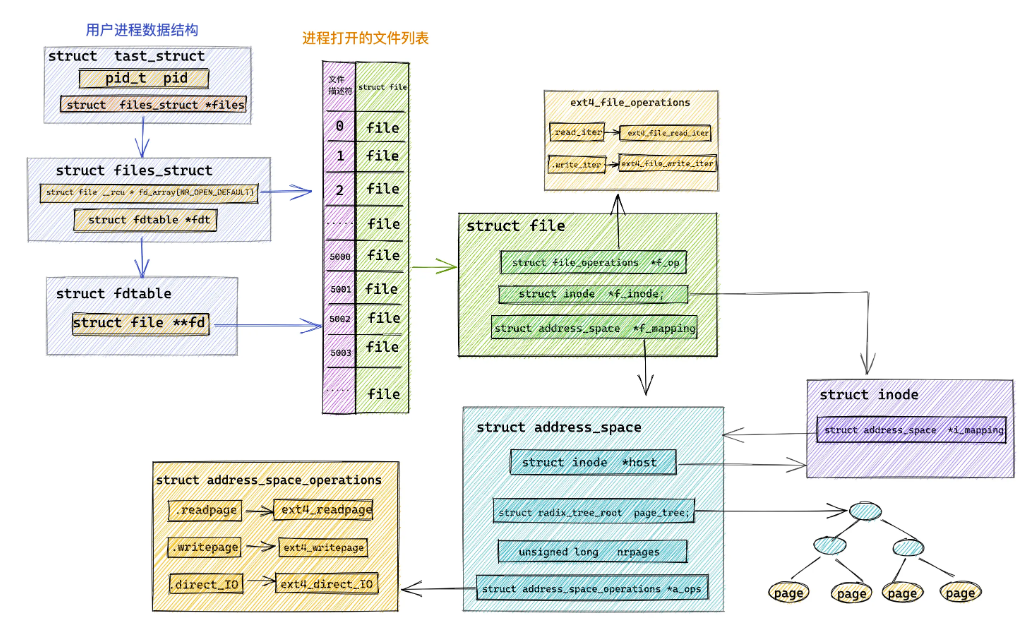 用户进程数据结构
struct tast_struct
pid_t pid
struct files_struct *files
struct files_struct
struct file __rcu * fd_array[NR_OPEN_DEFAULT]
struct fdtable *fdt
struct fdtable
struct file **fd
进程打开的文件列表
文件
描述符
struct file
0 file
1 file
2 file
...... file
5000 file
5001 file
5002 file
5003 file
...... file
ext4_file_operations
.read_iter
ext4_file_read_iter
.write_iter
ext4_file_write_iter
struct file
struct file_operations *f_op
struct inode *f_inode;
struct address_space *f_mapping
struct inode
struct address_space *i_mapping
struct address_space
struct inode *host
struct radix_tree_root page_tree;
unsigned long nrpages
struct address_space_operations *a_ops
struct address_space_operations
.readpage
ext4_readpage
.writepage
ext4_writepage
.direct_IO
ext4_direct_IO
page
page
page
page